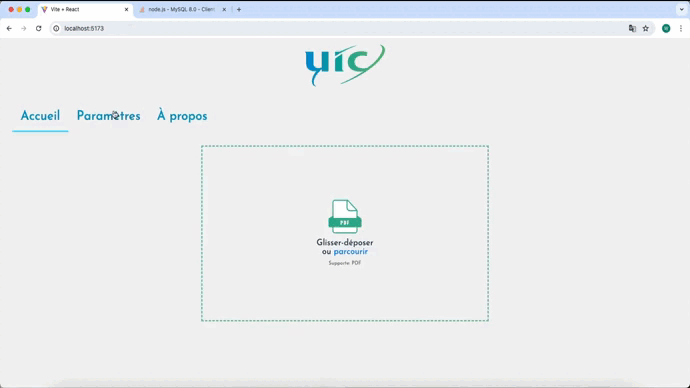 Vite + React
node.js - MySQL 8.0 - Clien
localhost:5173
uic
Accueil Paramètres À propos
PDF
Glisser-déposer
ou parcourir
Supporte: PDF